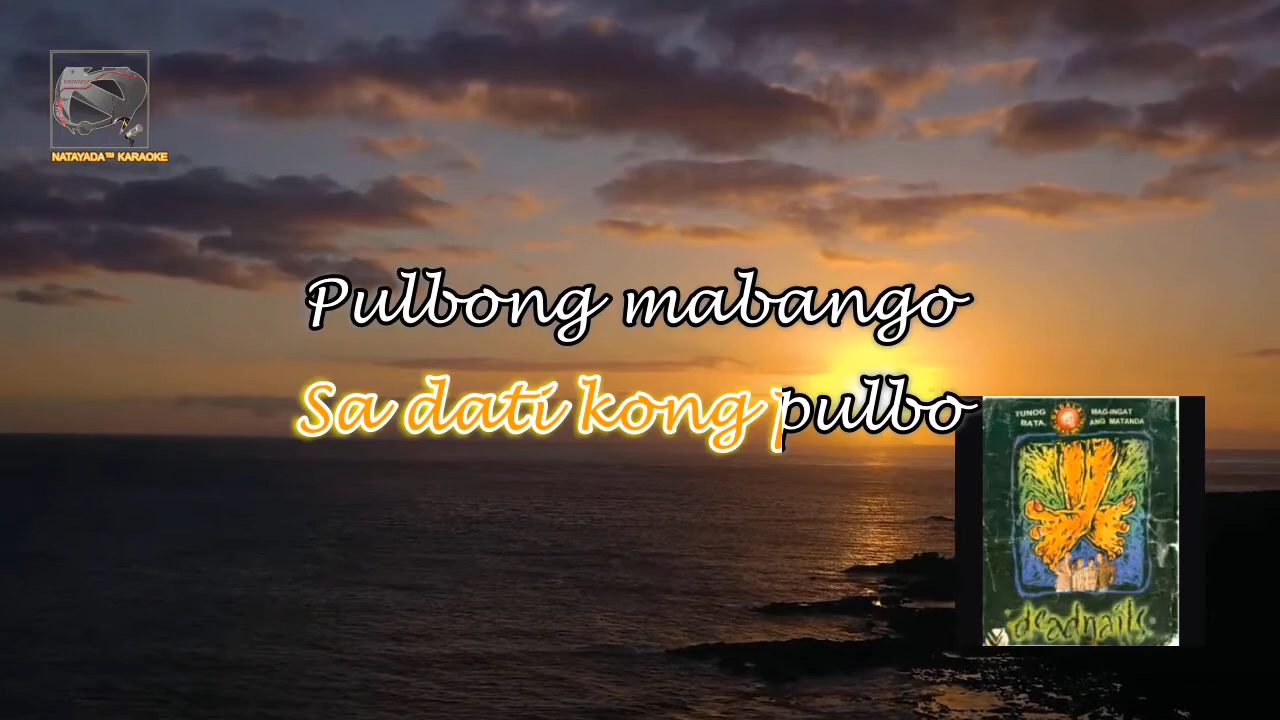 NATAYADA™ KARAOKE
Pulbong mabango
Sa dati kong pulbo
TUNOG BATA, MAG-INGAT ANG MATANDA
deadnails